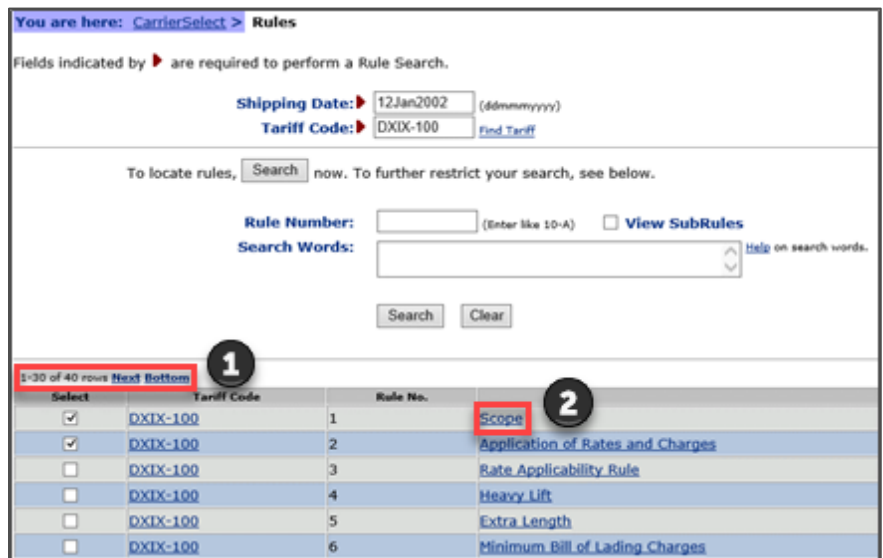 You are here: CarrierSelect > Rules
Fields indicated by are required to perform a Rule Search.
Shipping Date: 12Jan2002 (ddmmmyyyy)
Tariff Code: DXIX-100 Find Tariff
To locate rules, Search now. To further restrict your search, see below.
Rule Number: (Enter like 10-A) View SubRules
Search Words: Help on search words.
Search Clear
1
1-30 of 40 rows Next Bottom
Select Tariff Code Rule No.
2
DXIX-100 1 Scope
DXIX-100 2 Application of Rates and Charges
DXIX-100 3 Rate Applicability Rule
DXIX-100 4 Heavy Lift
DXIX-100 5 Extra Length
DXIX-100 6 Minimum Bill of Lading Charges